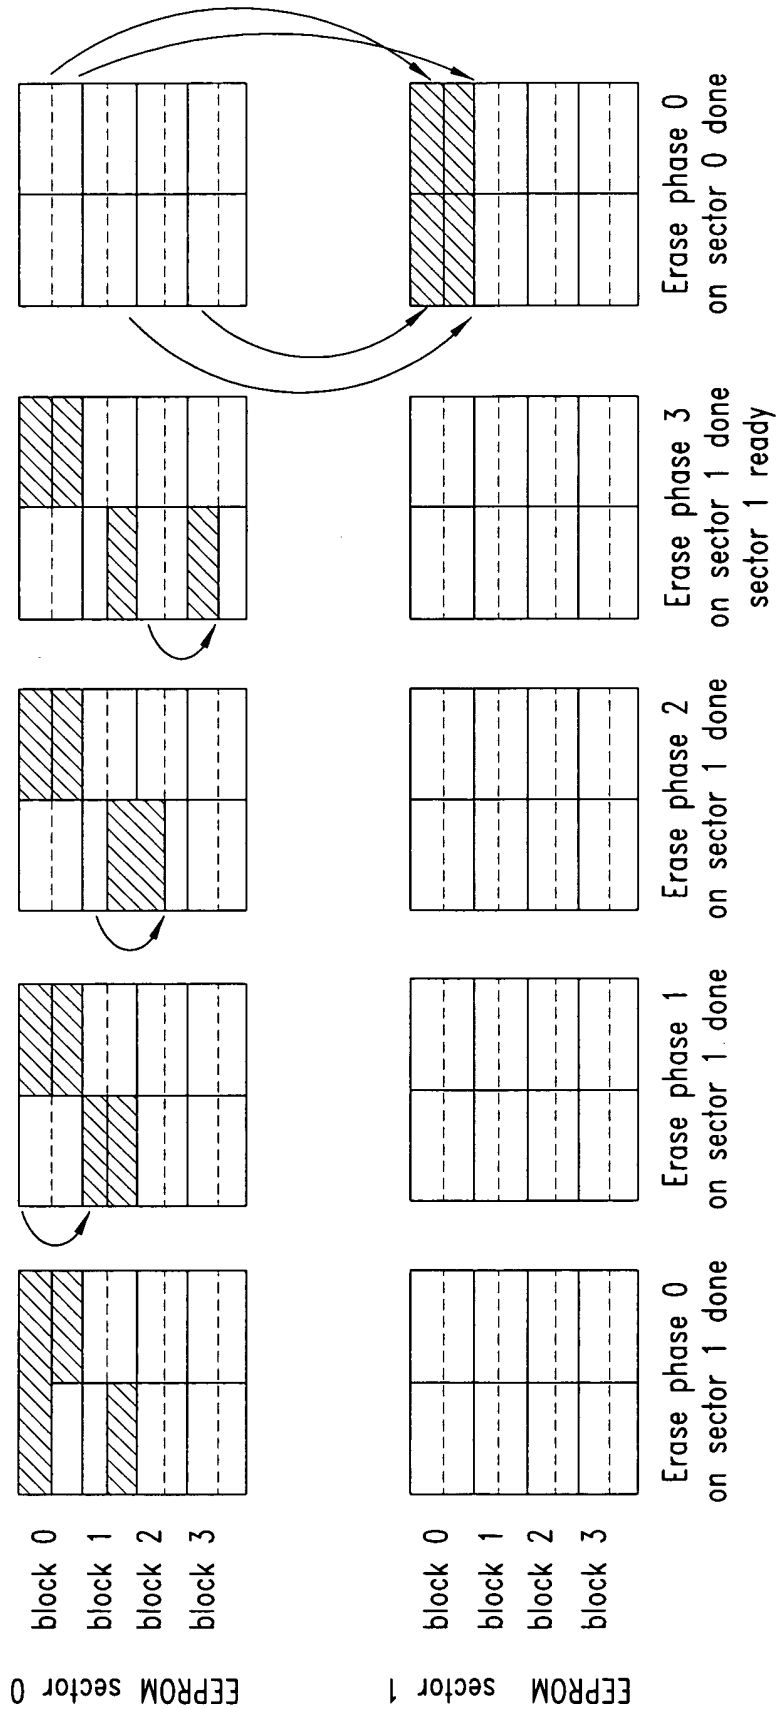 EEPROM
sector 0
block 0
block 1
block 2
block 3
EEPROM
sector 1
block 0
block 1
block 2
block 3
Erase phase 0
on sector 1 done
Erase phase 1
on sector 1 done
Erase phase 2
on sector 1 done
Erase phase 3
on sector 1 done
sector 1 ready
Erase phase 0
on sector 0 done